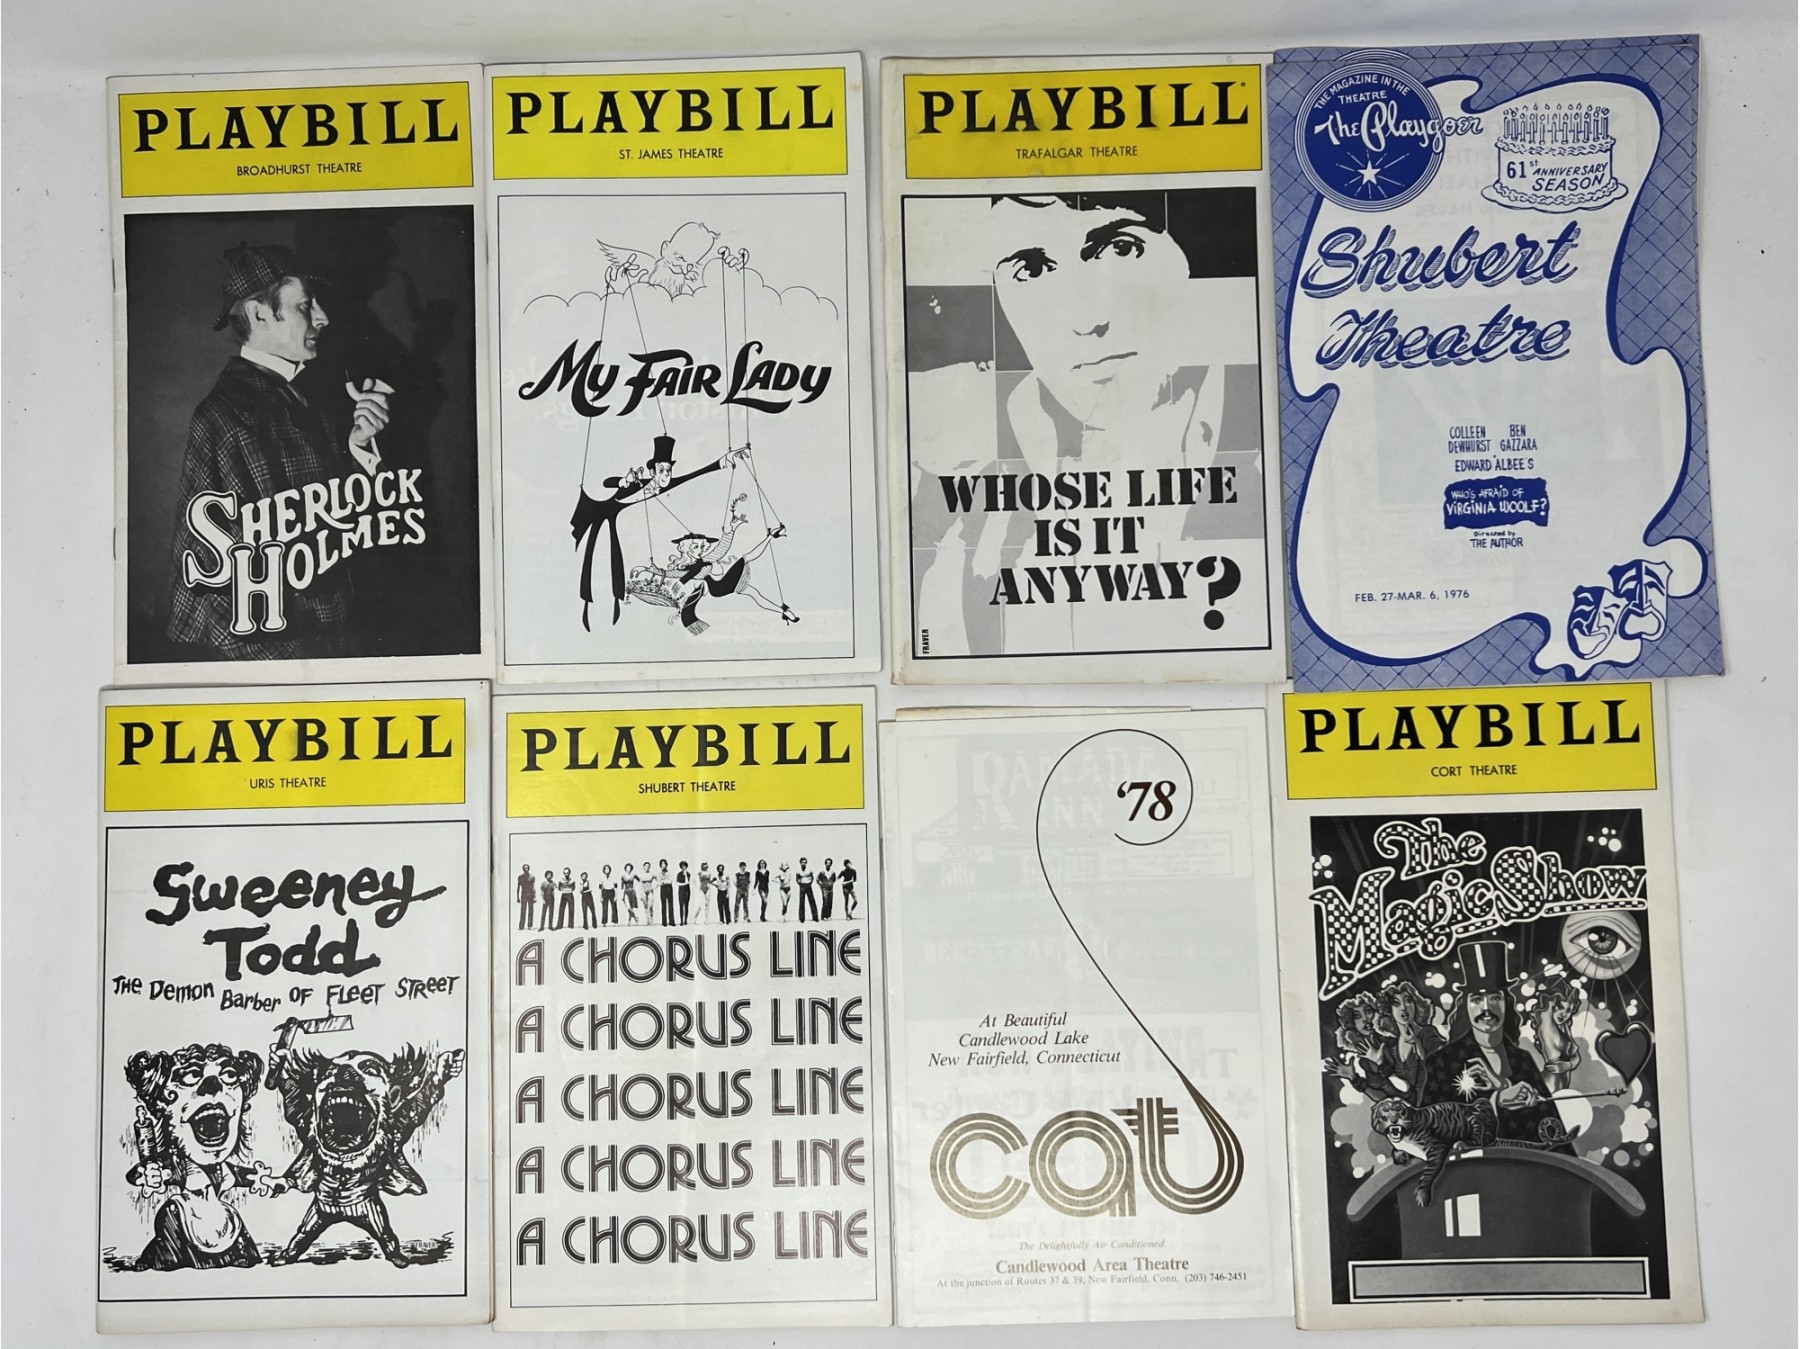 PLAYBILL
BROADHURST THEATRE
SHERLOCK
HOLMES
PLAYBILL
ST. JAMES THEATRE
MY FAIR LADY
PLAYBILL
TRAFALGAR THEATRE
WHOSE LIFE
IS IT
ANYWAY?
FRAVER
THE MAGAZINE IN THE
THEATRE
The Playgoer
61st ANNIVERSARY
SEASON
Shubert
Theatre
COLLEEN BEN
DEWHURST GAZZARA
EDWARD ALBEE'S
WHO'S AFRAID OF
VIRGINIA WOOLF?
Directed by
THE AUTHOR
FEB. 27-MAR. 6, 1976
PLAYBILL
URIS THEATRE
Sweeney
Todd
THE Demon Barber OF FLEET STREET
PLAYBILL
SHUBERT THEATRE
A CHORUS LINE
A CHORUS LINE
A CHORUS LINE
A CHORUS LINE
A CHORUS LINE
'78
At Beautiful
Candlewood Lake
New Fairfield, Connecticut
cat
The Delightfully Air Conditioned
Candlewood Area Theatre
At the junction of Routes 37 & 39, New Fairfield, Conn. (203) 746-2451
PLAYBILL
CORT THEATRE
The
Magic Show